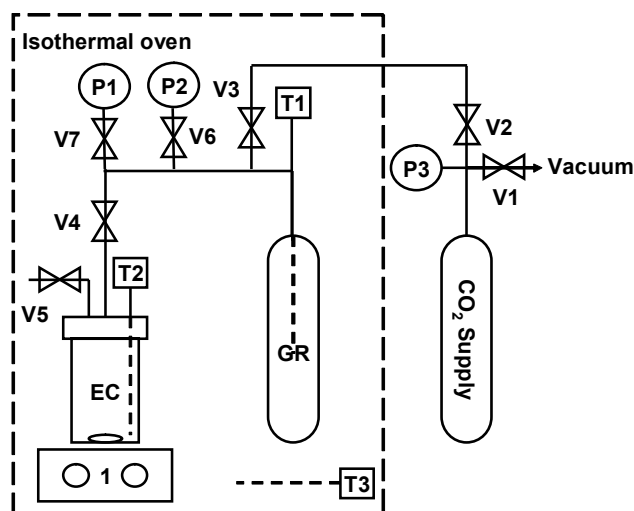 Isothermal oven
P1
P2
V3
T1
V7
V6
V2
P3
Vacuum
V1
V4
T2
V5
GR
CO₂ Supply
EC
1
T3